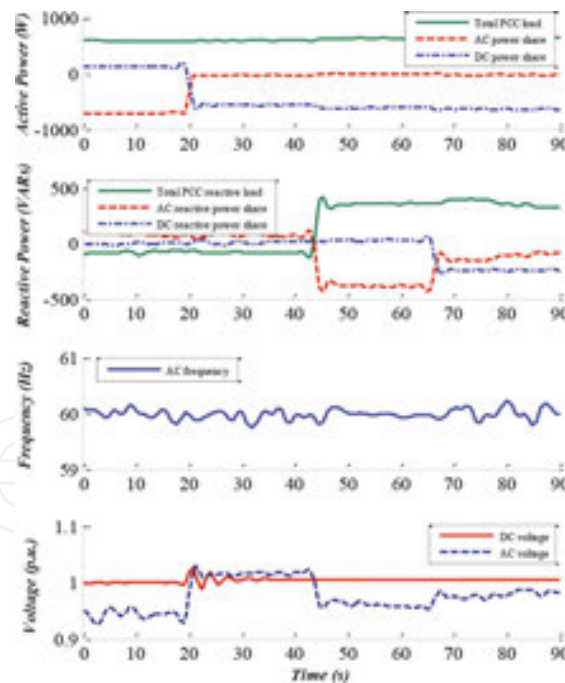 Active Power (W)
1000
0
-1000
Total PCC load
AC power share
DC power share
0 10 20 30 40 50 60 70 80 90
Reactive Power (VARs)
500
0
-500
Total PCC reactive load
AC reactive power share
DC reactive power share
0 10 20 30 40 50 60 70 80 90
Frequency (Hz)
61
60
59
AC frequency
0 10 20 30 40 50 60 70 80 90
Voltage (p.u.)
1.1
1
0.9
DC voltage
AC voltage
0 10 20 30 40 50 60 70 80 90
Time (s)